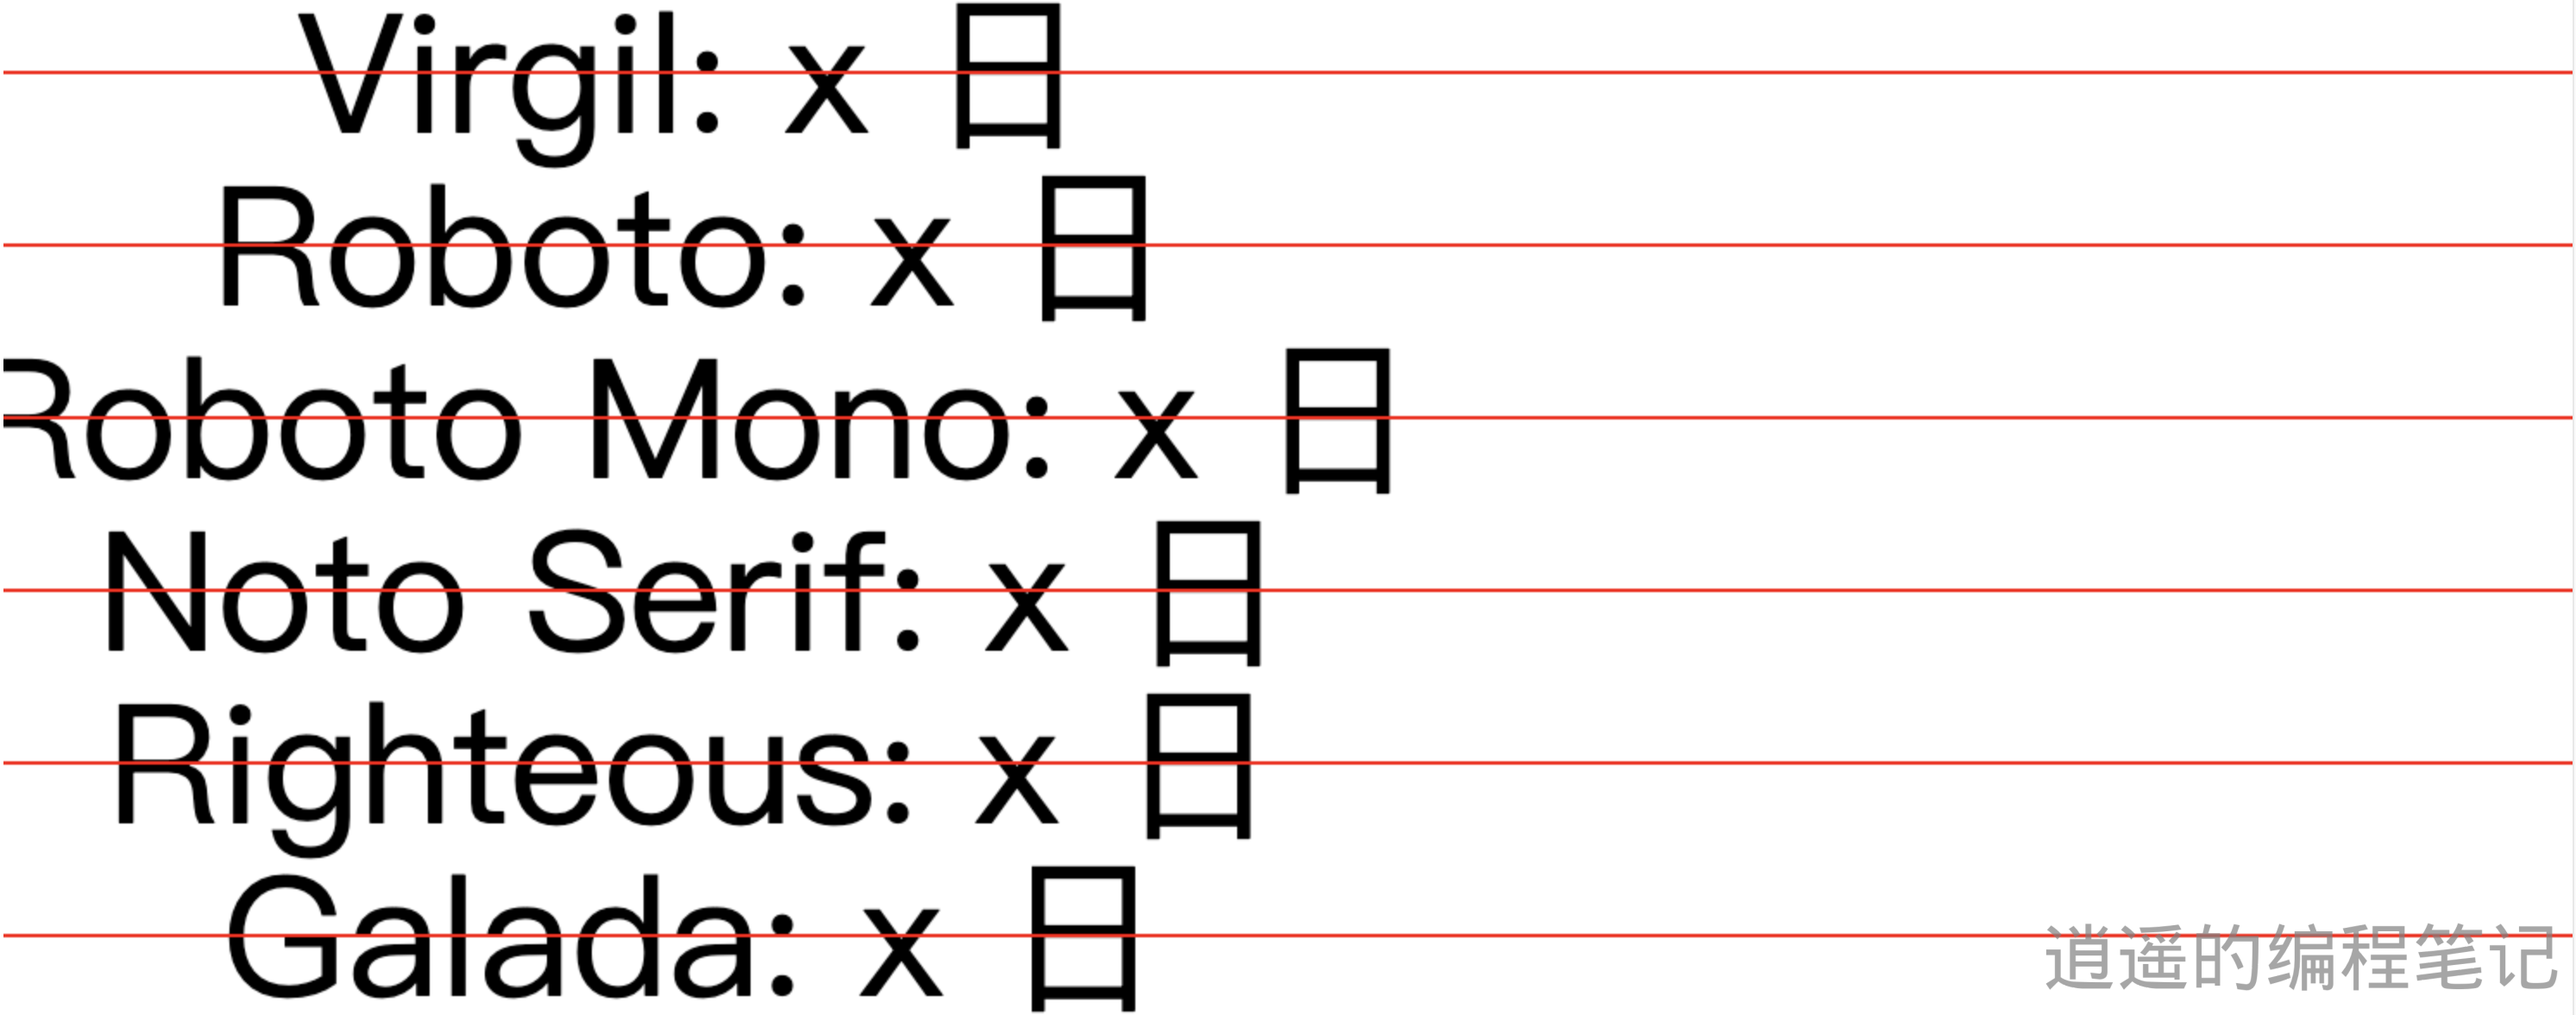 Virgil: x 日
Roboto: x 日
Roboto Mono: x 日
Noto Serif: x 日
Righteous: x 日
Galada: x 日
逍遥的编程笔记